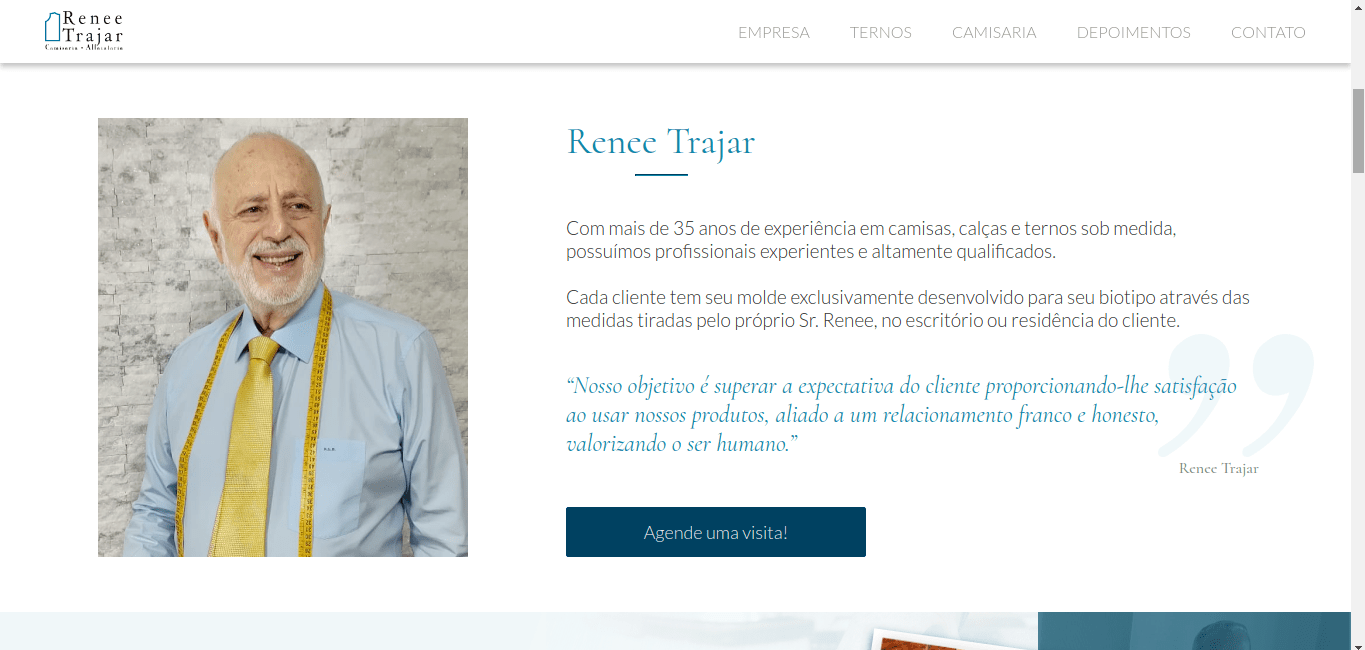 Renee
Trajar
Camisaria • Alfaiataria
EMPRESA TERNOS CAMISARIA DEPOIMENTOS CONTATO
Renee Trajar
Com mais de 35 anos de experiência em camisas, calças e ternos sob medida,
possuímos profissionais experientes e altamente qualificados.
Cada cliente tem seu molde exclusivamente desenvolvido para seu biotipo através das
medidas tiradas pelo próprio Sr. Renee, no escritório ou residência do cliente.
“Nosso objetivo é superar a expectativa do cliente proporcionando-lhe satisfação
ao usar nossos produtos, aliado a um relacionamento franco e honesto,
valorizando o ser humano.”
Renee Trajar
Agende uma visita!